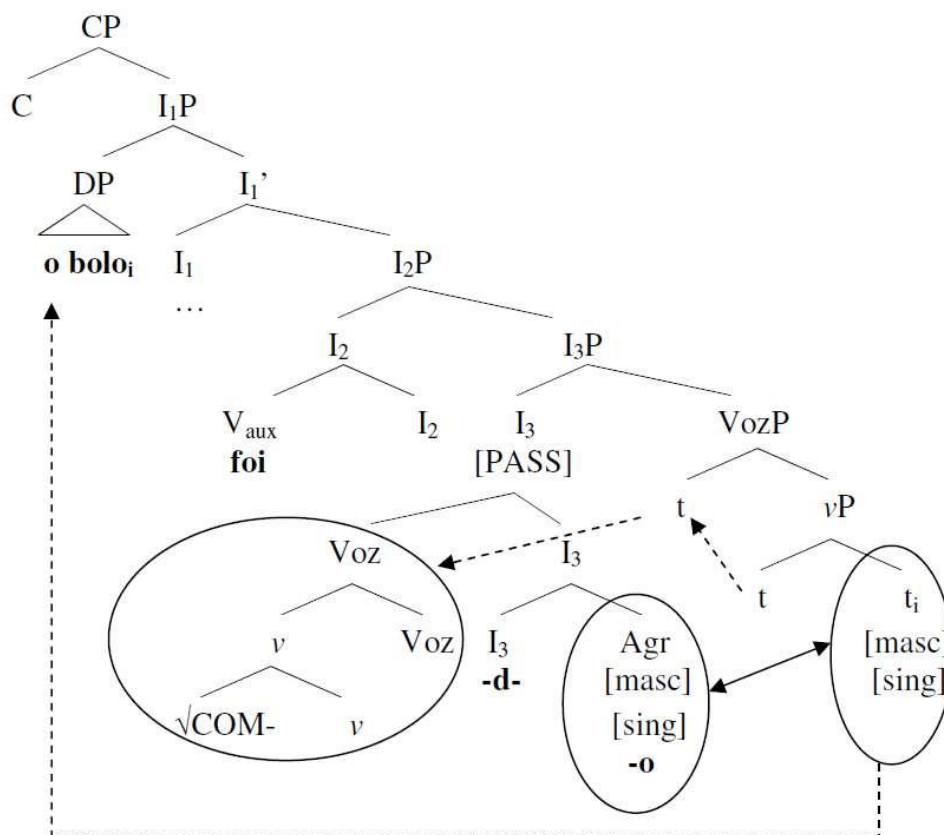 CP
C I₁P
DP I₁’
o boloᵢ I₁ I₂P
…
I₂ I₃P
Vaux I₂ I₃ VozP
foi [PASS]
t vP
Voz I₃
t tᵢ
v Voz I₃ Agr [masc]
-d- [masc] [sing]
√COM- v [sing]
-o